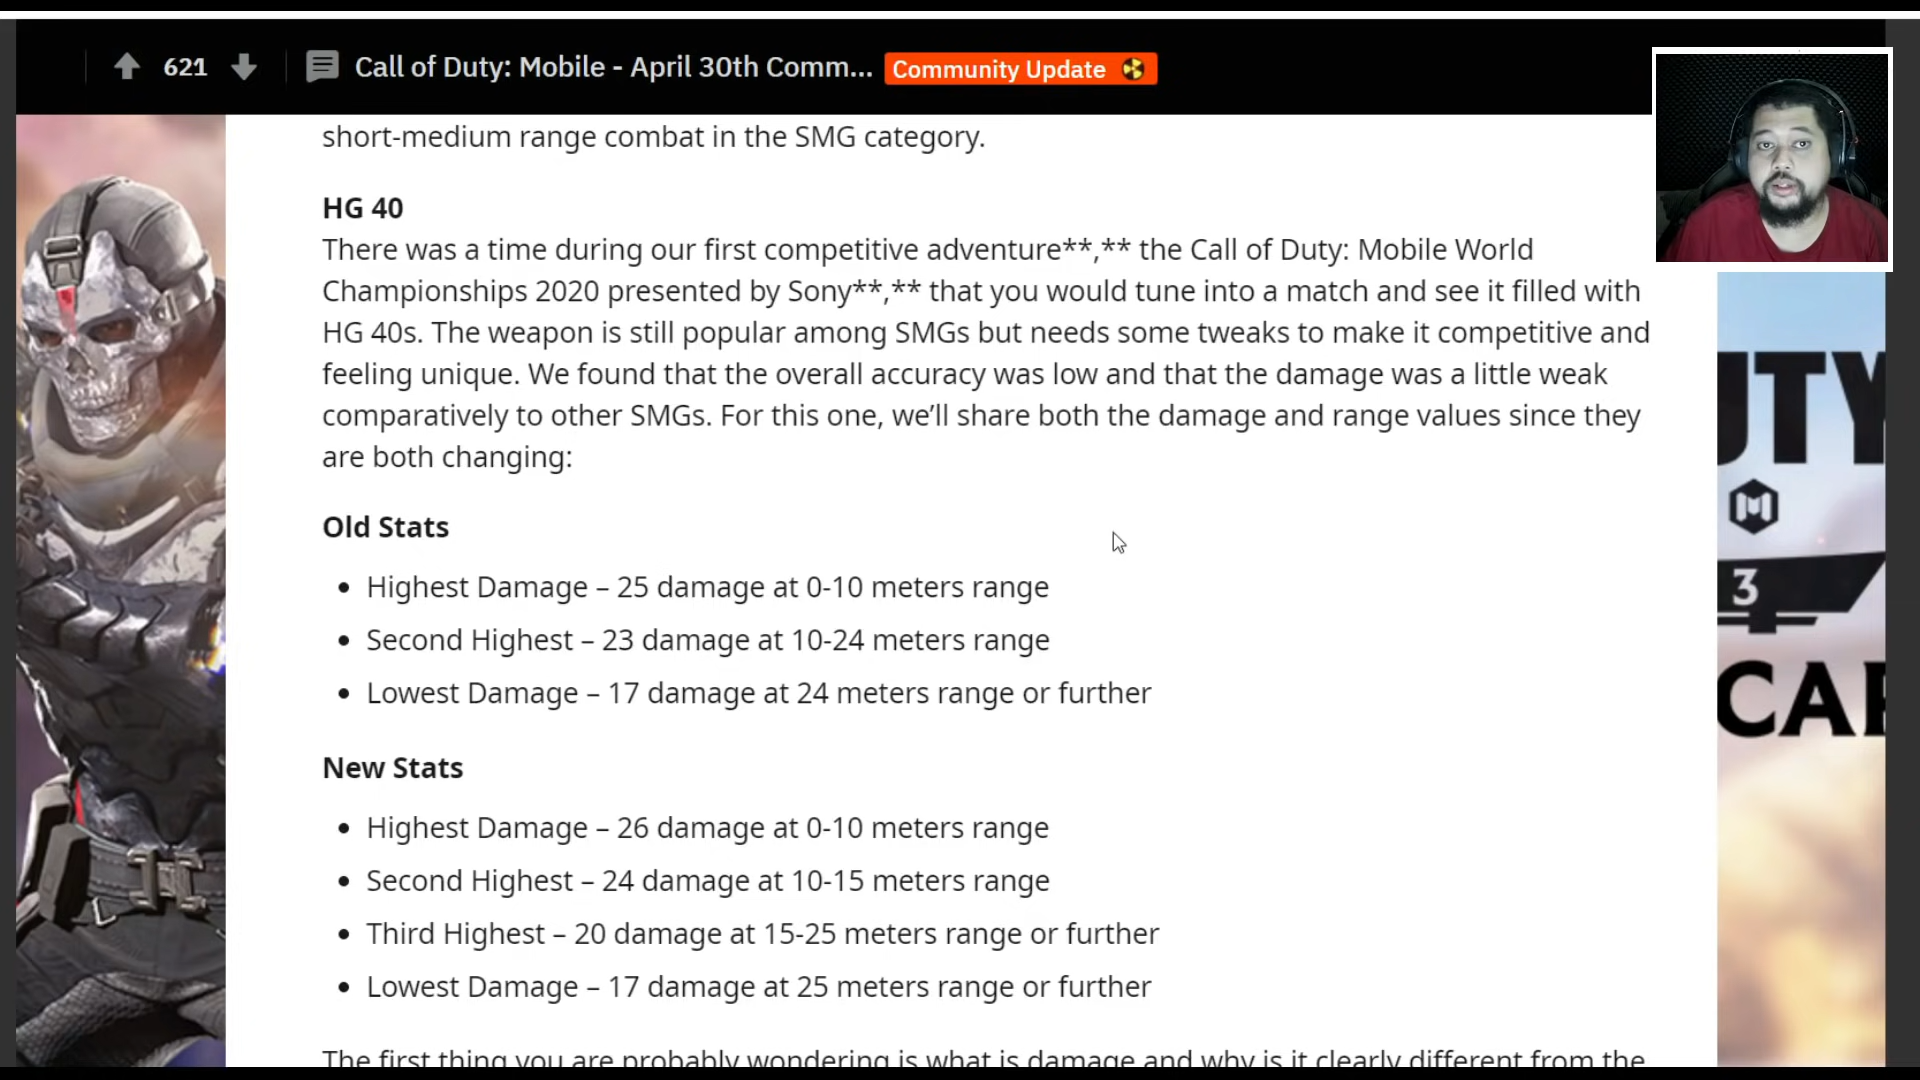 621
Call of Duty: Mobile - April 30th Comm...
Community Update
short-medium range combat in the SMG category.
HG 40
There was a time during our first competitive adventure**,** the Call of Duty: Mobile World
Championships 2020 presented by Sony**,** that you would tune into a match and see it filled with
HG 40s. The weapon is still popular among SMGs but needs some tweaks to make it competitive and
feeling unique. We found that the overall accuracy was low and that the damage was a little weak
comparatively to other SMGs. For this one, we’ll share both the damage and range values since they
are both changing:
Old Stats
• Highest Damage – 25 damage at 0-10 meters range
• Second Highest – 23 damage at 10-24 meters range
• Lowest Damage – 17 damage at 24 meters range or further
New Stats
• Highest Damage – 26 damage at 0-10 meters range
• Second Highest – 24 damage at 10-15 meters range
• Third Highest – 20 damage at 15-25 meters range or further
• Lowest Damage – 17 damage at 25 meters range or further
The first thing you are probably wondering is what is damage and why is it clearly different from the
UTY
3
CAP